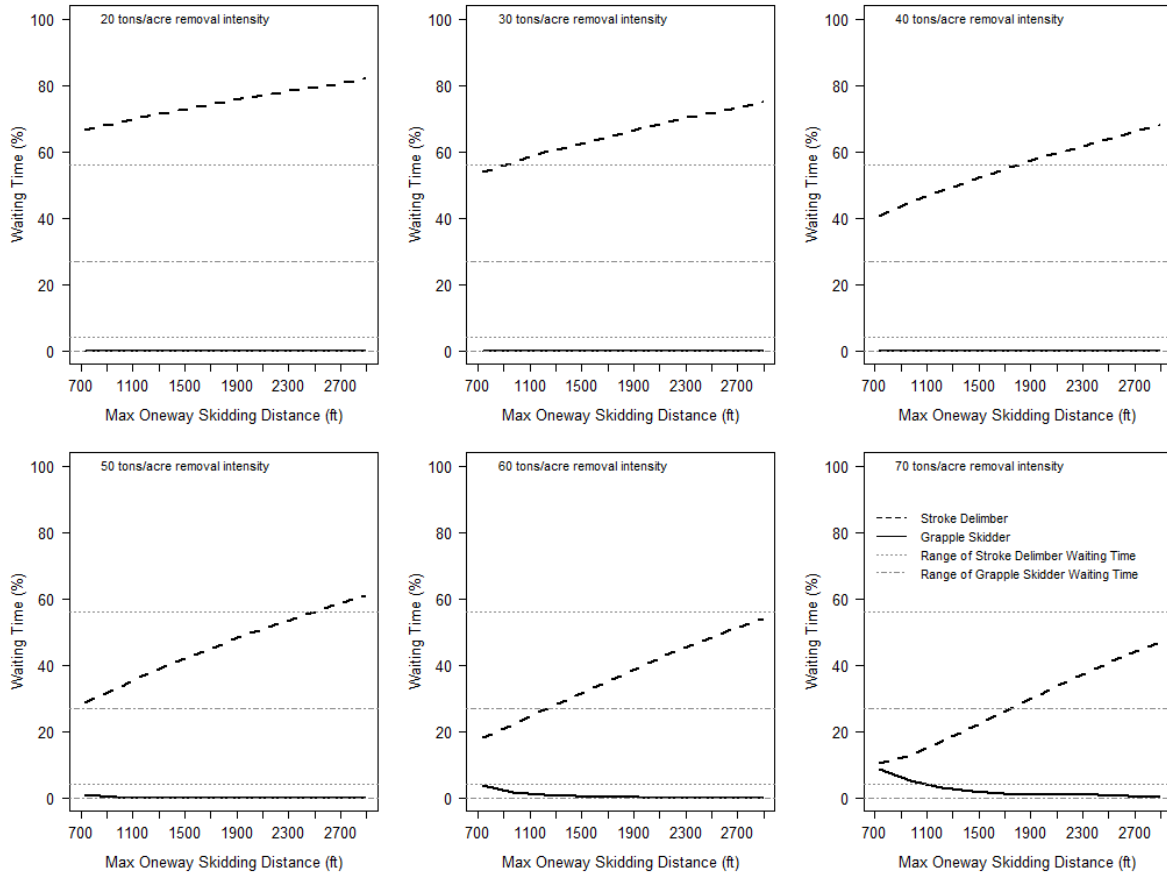 20 tons/acre removal intensity
100
80
60
40
20
0
Waiting Time (%)
700 1100 1500 1900 2300 2700
Max Oneway Skidding Distance (ft)
30 tons/acre removal intensity
100
80
60
40
20
0
Waiting Time (%)
700 1100 1500 1900 2300 2700
Max Oneway Skidding Distance (ft)
40 tons/acre removal intensity
100
80
60
40
20
0
Waiting Time (%)
700 1100 1500 1900 2300 2700
Max Oneway Skidding Distance (ft)
50 tons/acre removal intensity
100
80
60
40
20
0
Waiting Time (%)
700 1100 1500 1900 2300 2700
Max Oneway Skidding Distance (ft)
60 tons/acre removal intensity
100
80
60
40
20
0
Waiting Time (%)
700 1100 1500 1900 2300 2700
Max Oneway Skidding Distance (ft)
70 tons/acre removal intensity
Stroke Delimber
Grapple Skidder
Range of Stroke Delimber Waiting Time
Range of Grapple Skidder Waiting Time
100
80
60
40
20
0
Waiting Time (%)
700 1100 1500 1900 2300 2700
Max Oneway Skidding Distance (ft)